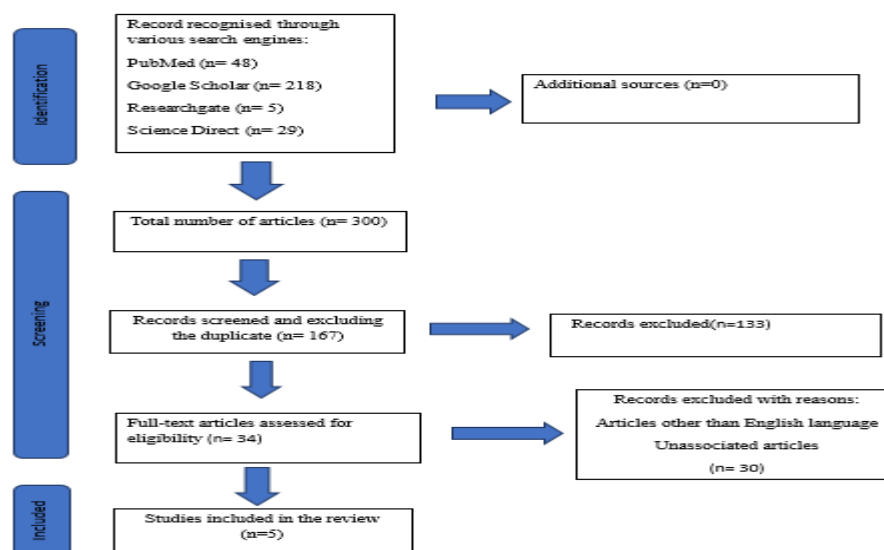 Identification
Record recognised through
various search engines:
PubMed (n= 48)
Google Scholar (n= 218)
Researchgate (n= 5)
Science Direct (n= 29)
Additional sources (n=0)
Screening
Total number of articles (n= 300)
Records screened and excluding
the duplicate (n= 167)
Records excluded(n=133)
Full-text articles assessed for
eligibility (n= 34)
Records excluded with reasons:
Articles other than English language
Unassociated articles
(n= 30)
Included
Studies included in the review
(n=5)